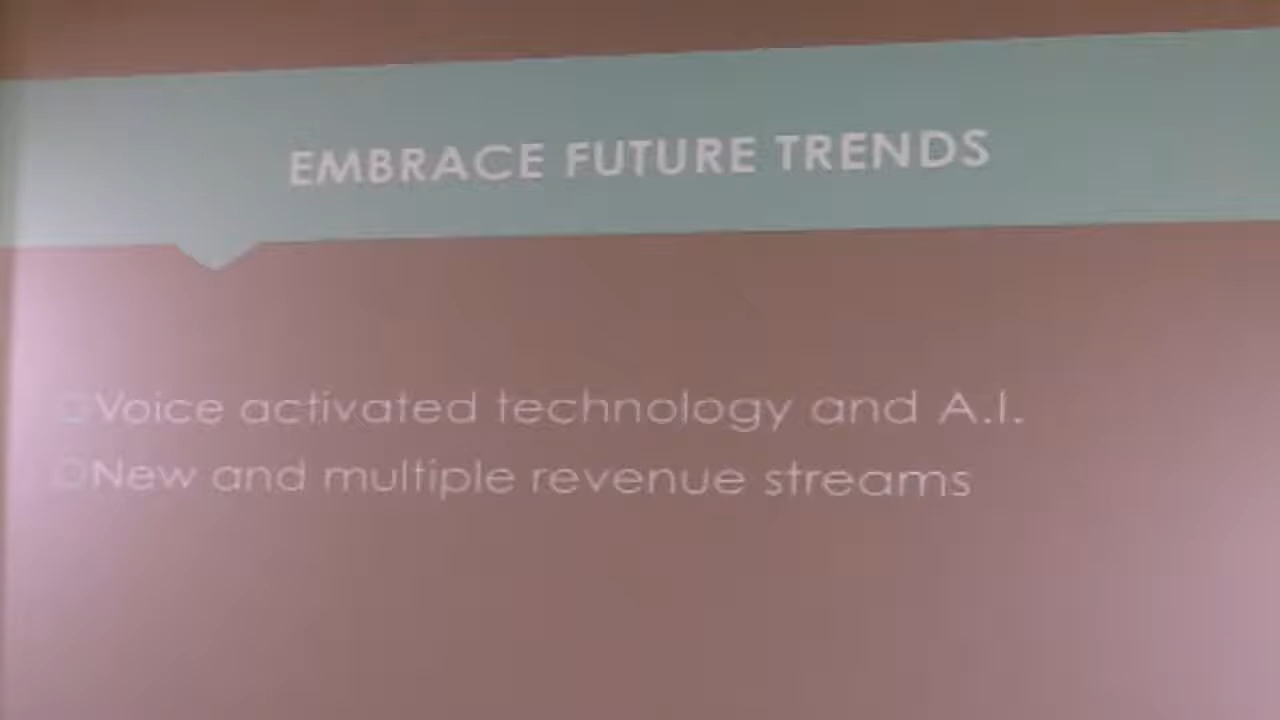 EMBRACE FUTURE TRENDS
Voice activated technology and A.I.
New and multiple revenue streams